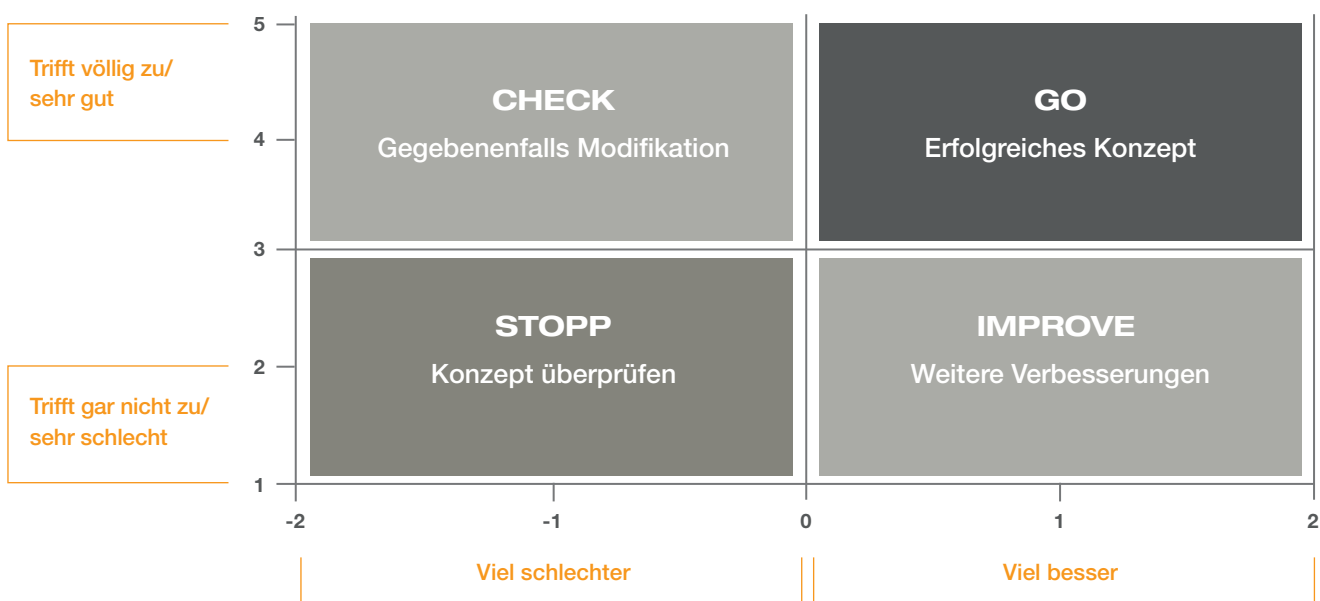 5
Trifft völlig zu/
sehr gut
CHECK
GO
4
Gegebenenfalls Modifikation
Erfolgreiches Konzept
3
STOPP
IMPROVE
2
Konzept überprüfen
Weitere Verbesserungen
Trifft gar nicht zu/
sehr schlecht
1
-2
-1
0
1
2
Viel schlechter
Viel besser